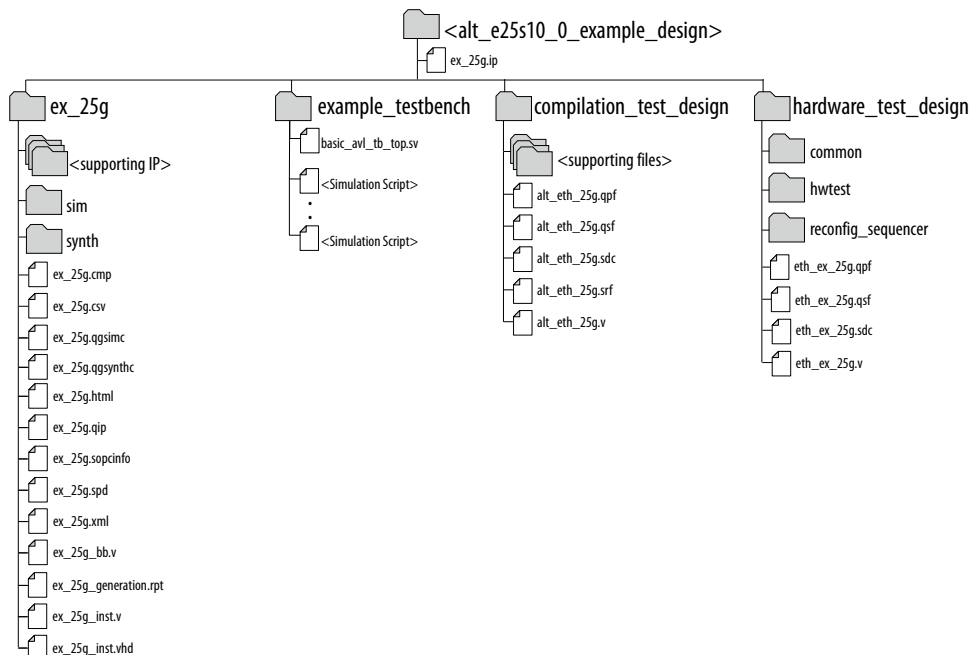 <alt_e25s10_0_example_design>
ex_25g.ip
ex_25g
<supporting IP>
sim
synth
ex_25g.cmp
ex_25g.csv
ex_25g.qgsimc
ex_25g.qgsynthc
ex_25g.html
ex_25g.qip
ex_25g.sopcinfo
ex_25g.spd
ex_25g.xml
ex_25g_bb.v
ex_25g_generation.rpt
ex_25g_inst.v
ex_25g_inst.vhd
example_testbench
basic_avl_tb_top.sv
<Simulation Script>
<Simulation Script>
compilation_test_design
<supporting files>
alt_eth_25g.qpf
alt_eth_25g.qsf
alt_eth_25g.sdc
alt_eth_25g.srf
alt_eth_25g.v
hardware_test_design
common
hwtest
reconfig_sequencer
eth_ex_25g.qpf
eth_ex_25g.qsf
eth_ex_25g.sdc
eth_ex_25g.v